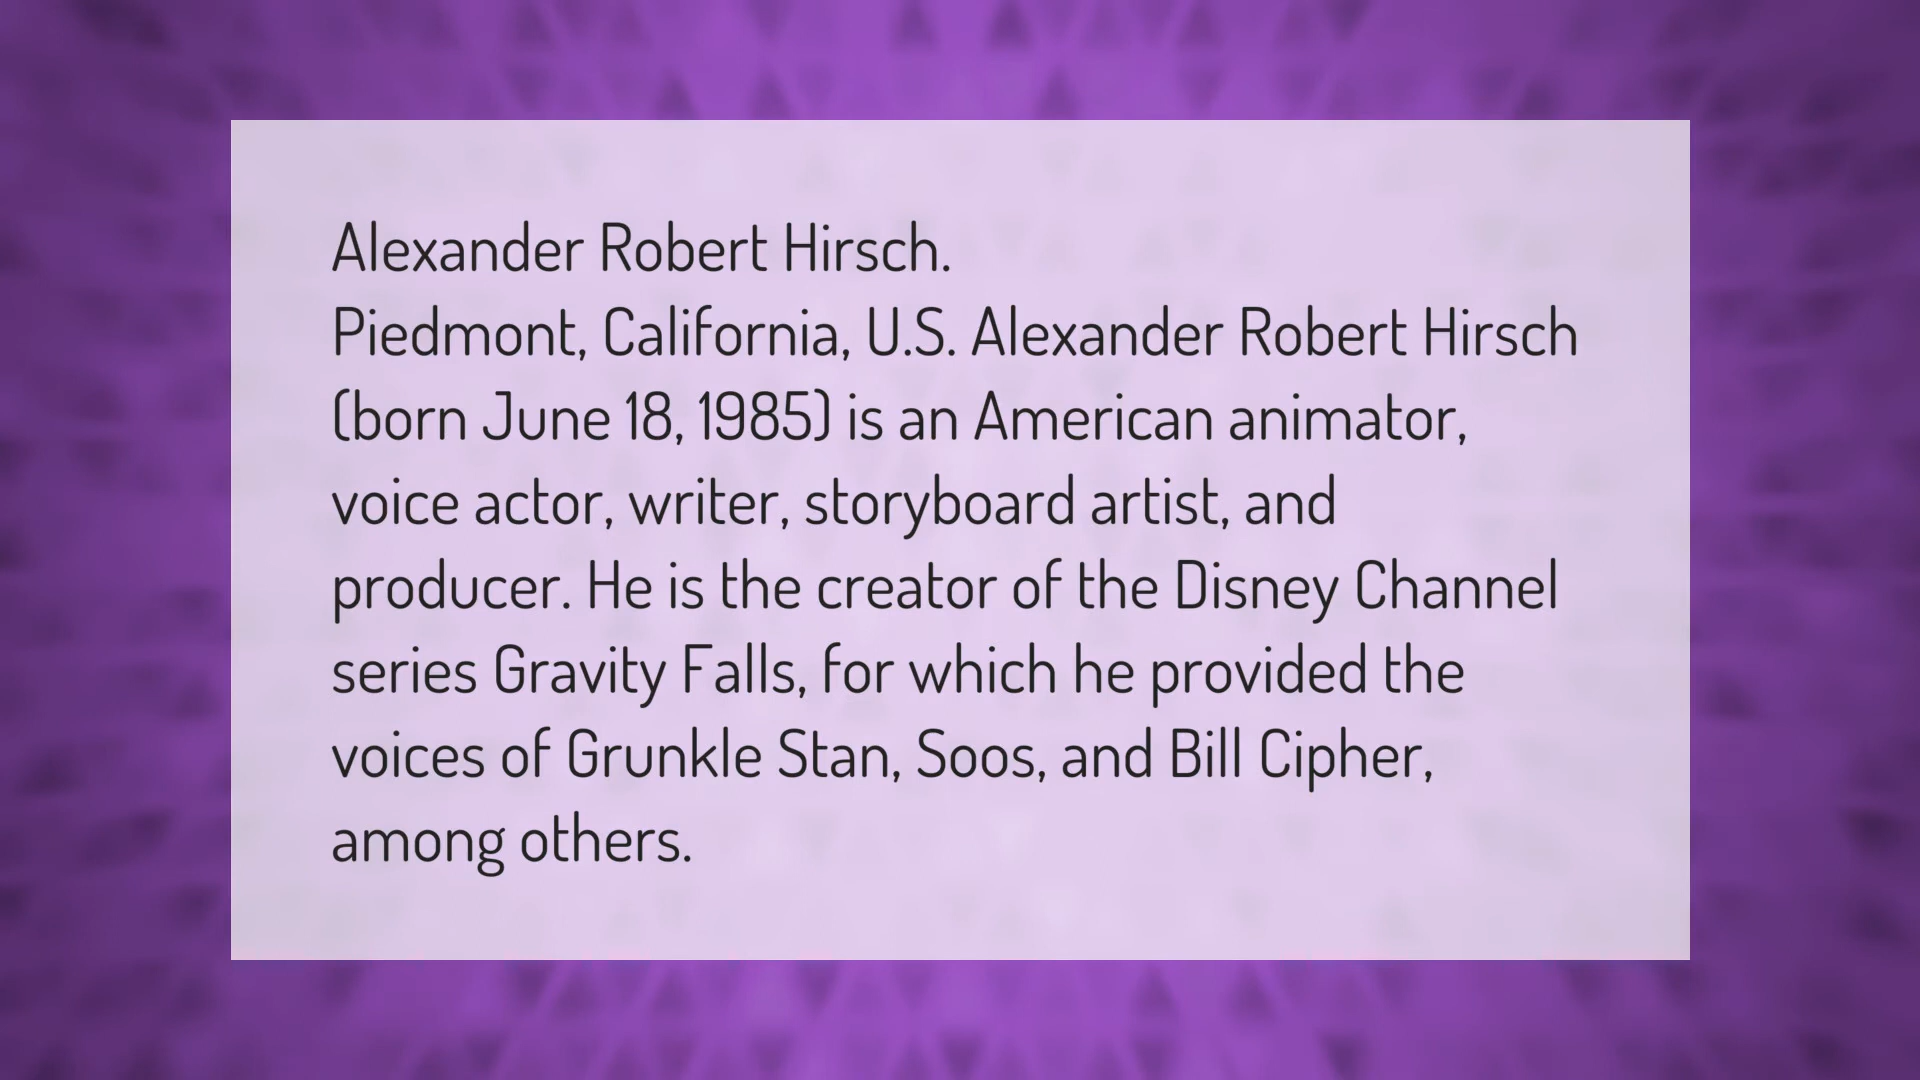 Alexander Robert Hirsch.
Piedmont, California, U.S. Alexander Robert Hirsch
(born June 18, 1985) is an American animator,
voice actor, writer, storyboard artist, and
producer. He is the creator of the Disney Channel
series Gravity Falls, for which he provided the
voices of Grunkle Stan, Soos, and Bill Cipher,
among others.